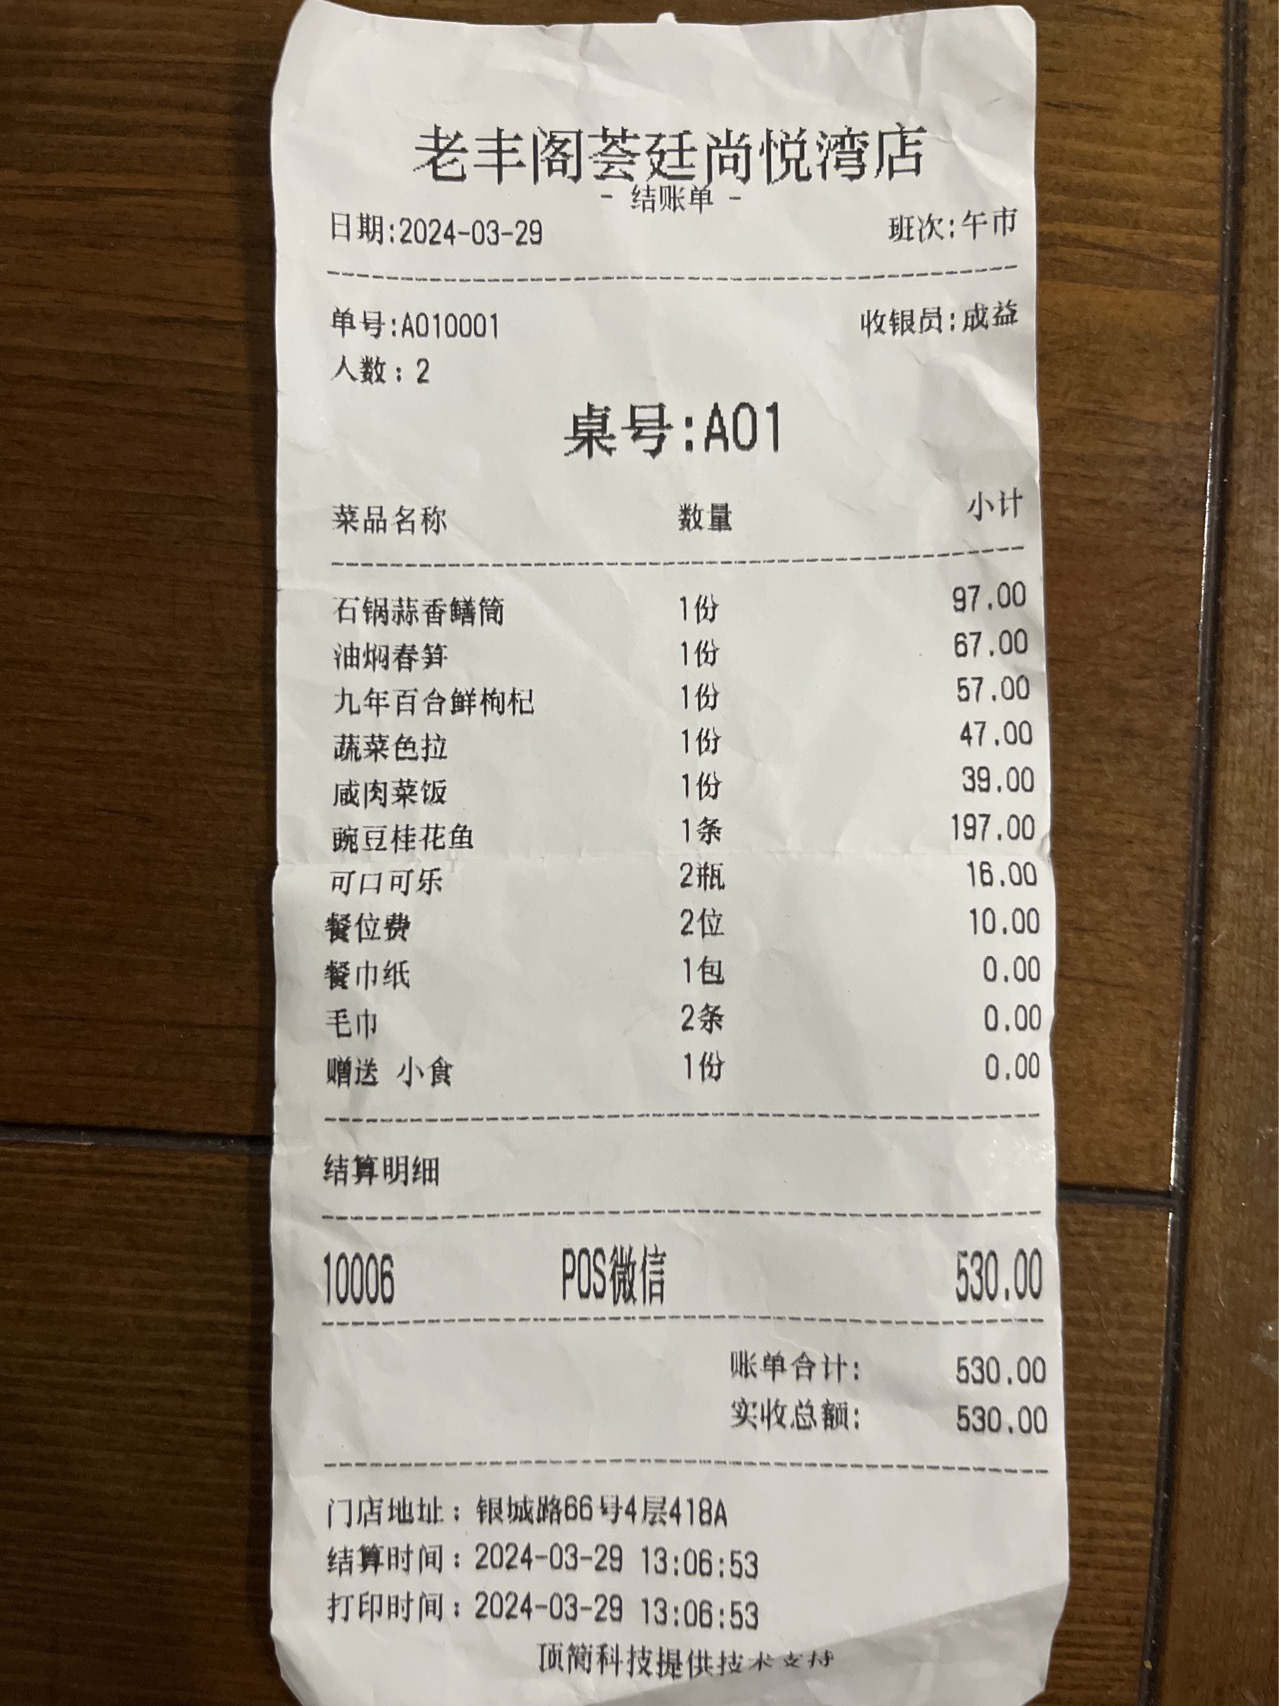 老丰阁荟廷尚悦湾店
- 结账单 -
日期:2024-03-29 班次:午市
单号:A010001 收银员:成益
人数:2
桌号:A01
菜品名称 数量 小计
石锅蒜香鳝筒 1份 97.00
油焖春笋 1份 67.00
九年百合鲜枸杞 1份 57.00
蔬菜色拉 1份 47.00
咸肉菜饭 1份 39.00
豌豆桂花鱼 1条 197.00
可口可乐 2瓶 16.00
餐位费 2位 10.00
餐巾纸 1包 0.00
毛巾 2条 0.00
赠送 小食 1份 0.00
结算明细
10006 POS微信 530.00
账单合计: 530.00
实收总额: 530.00
门店地址:银城路66号4层418A
结算时间:2024-03-29 13:06:53
打印时间:2024-03-29 13:06:53
顶简科技提供技术支持